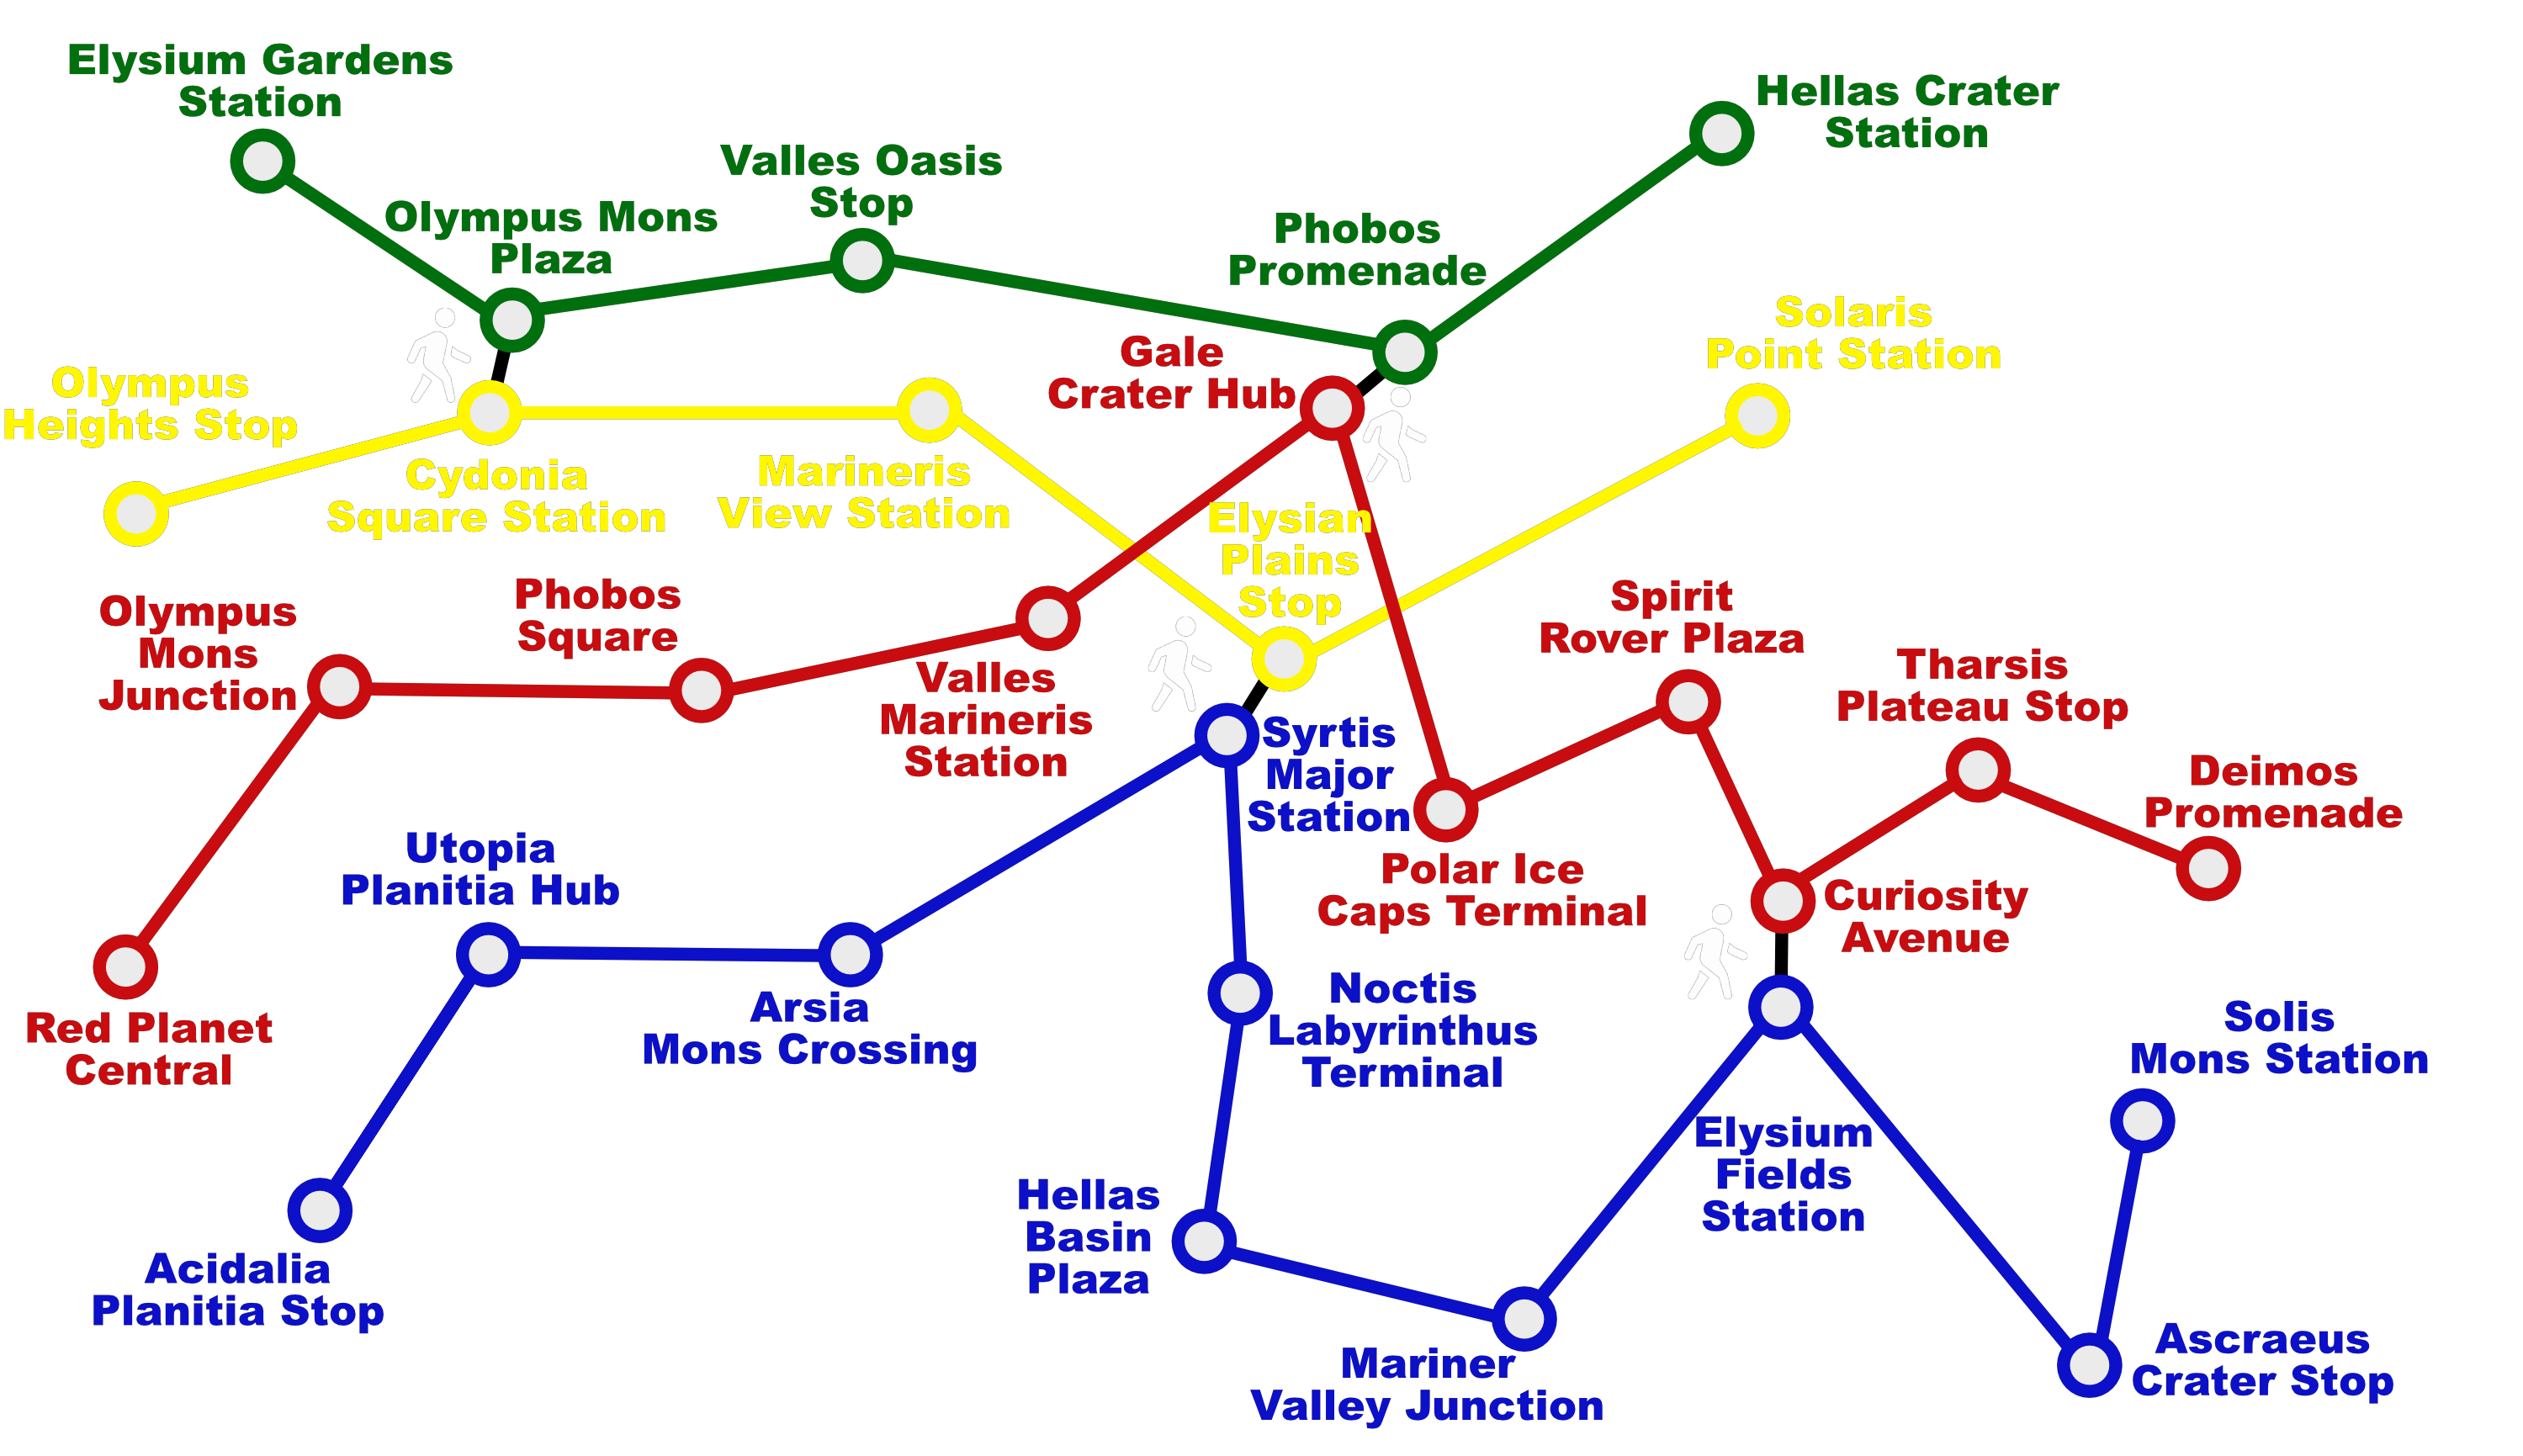 Elysium Gardens
Station
Hellas Crater
Station
Valles Oasis
Stop
Olympus Mons
Plaza
Phobos
Promenade
Solaris
Point Station
Gale
Crater Hub
Olympus
Heights Stop
Cydonia
Square Station
Marineris
View Station
Elysian
Plains
Stop
Olympus
Mons
Junction
Phobos
Square
Valles
Marineris
Station
Spirit
Rover Plaza
Tharsis
Plateau Stop
Deimos
Promenade
Syrtis
Major
Station
Utopia
Planitia Hub
Polar Ice
Caps Terminal
Curiosity
Avenue
Red Planet
Central
Arsia
Mons Crossing
Noctis
Labyrinthus
Terminal
Solis
Mons Station
Elysium
Fields
Station
Hellas
Basin
Plaza
Acidalia
Planitia Stop
Mariner
Valley Junction
Ascraeus
Crater Stop